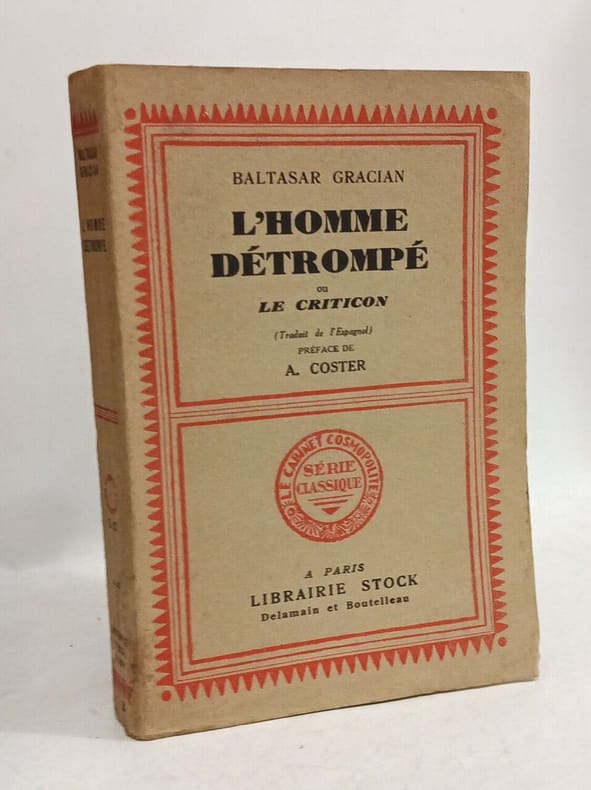 BALTASAR GRACIAN
L'HOMME
DÉTROMPÉ
ou
LE CRITICON
(Traduit de l'Espagnol)
PRÉFACE DE
A. COSTER
LE CABINET COSMOPOLITE
SÉRIE
CLASSIQUE
A PARIS
LIBRAIRIE STOCK
Delamain et Boutelleau
BALTASAR
GRACIAN
L'HOMME
DÉTROMPÉ